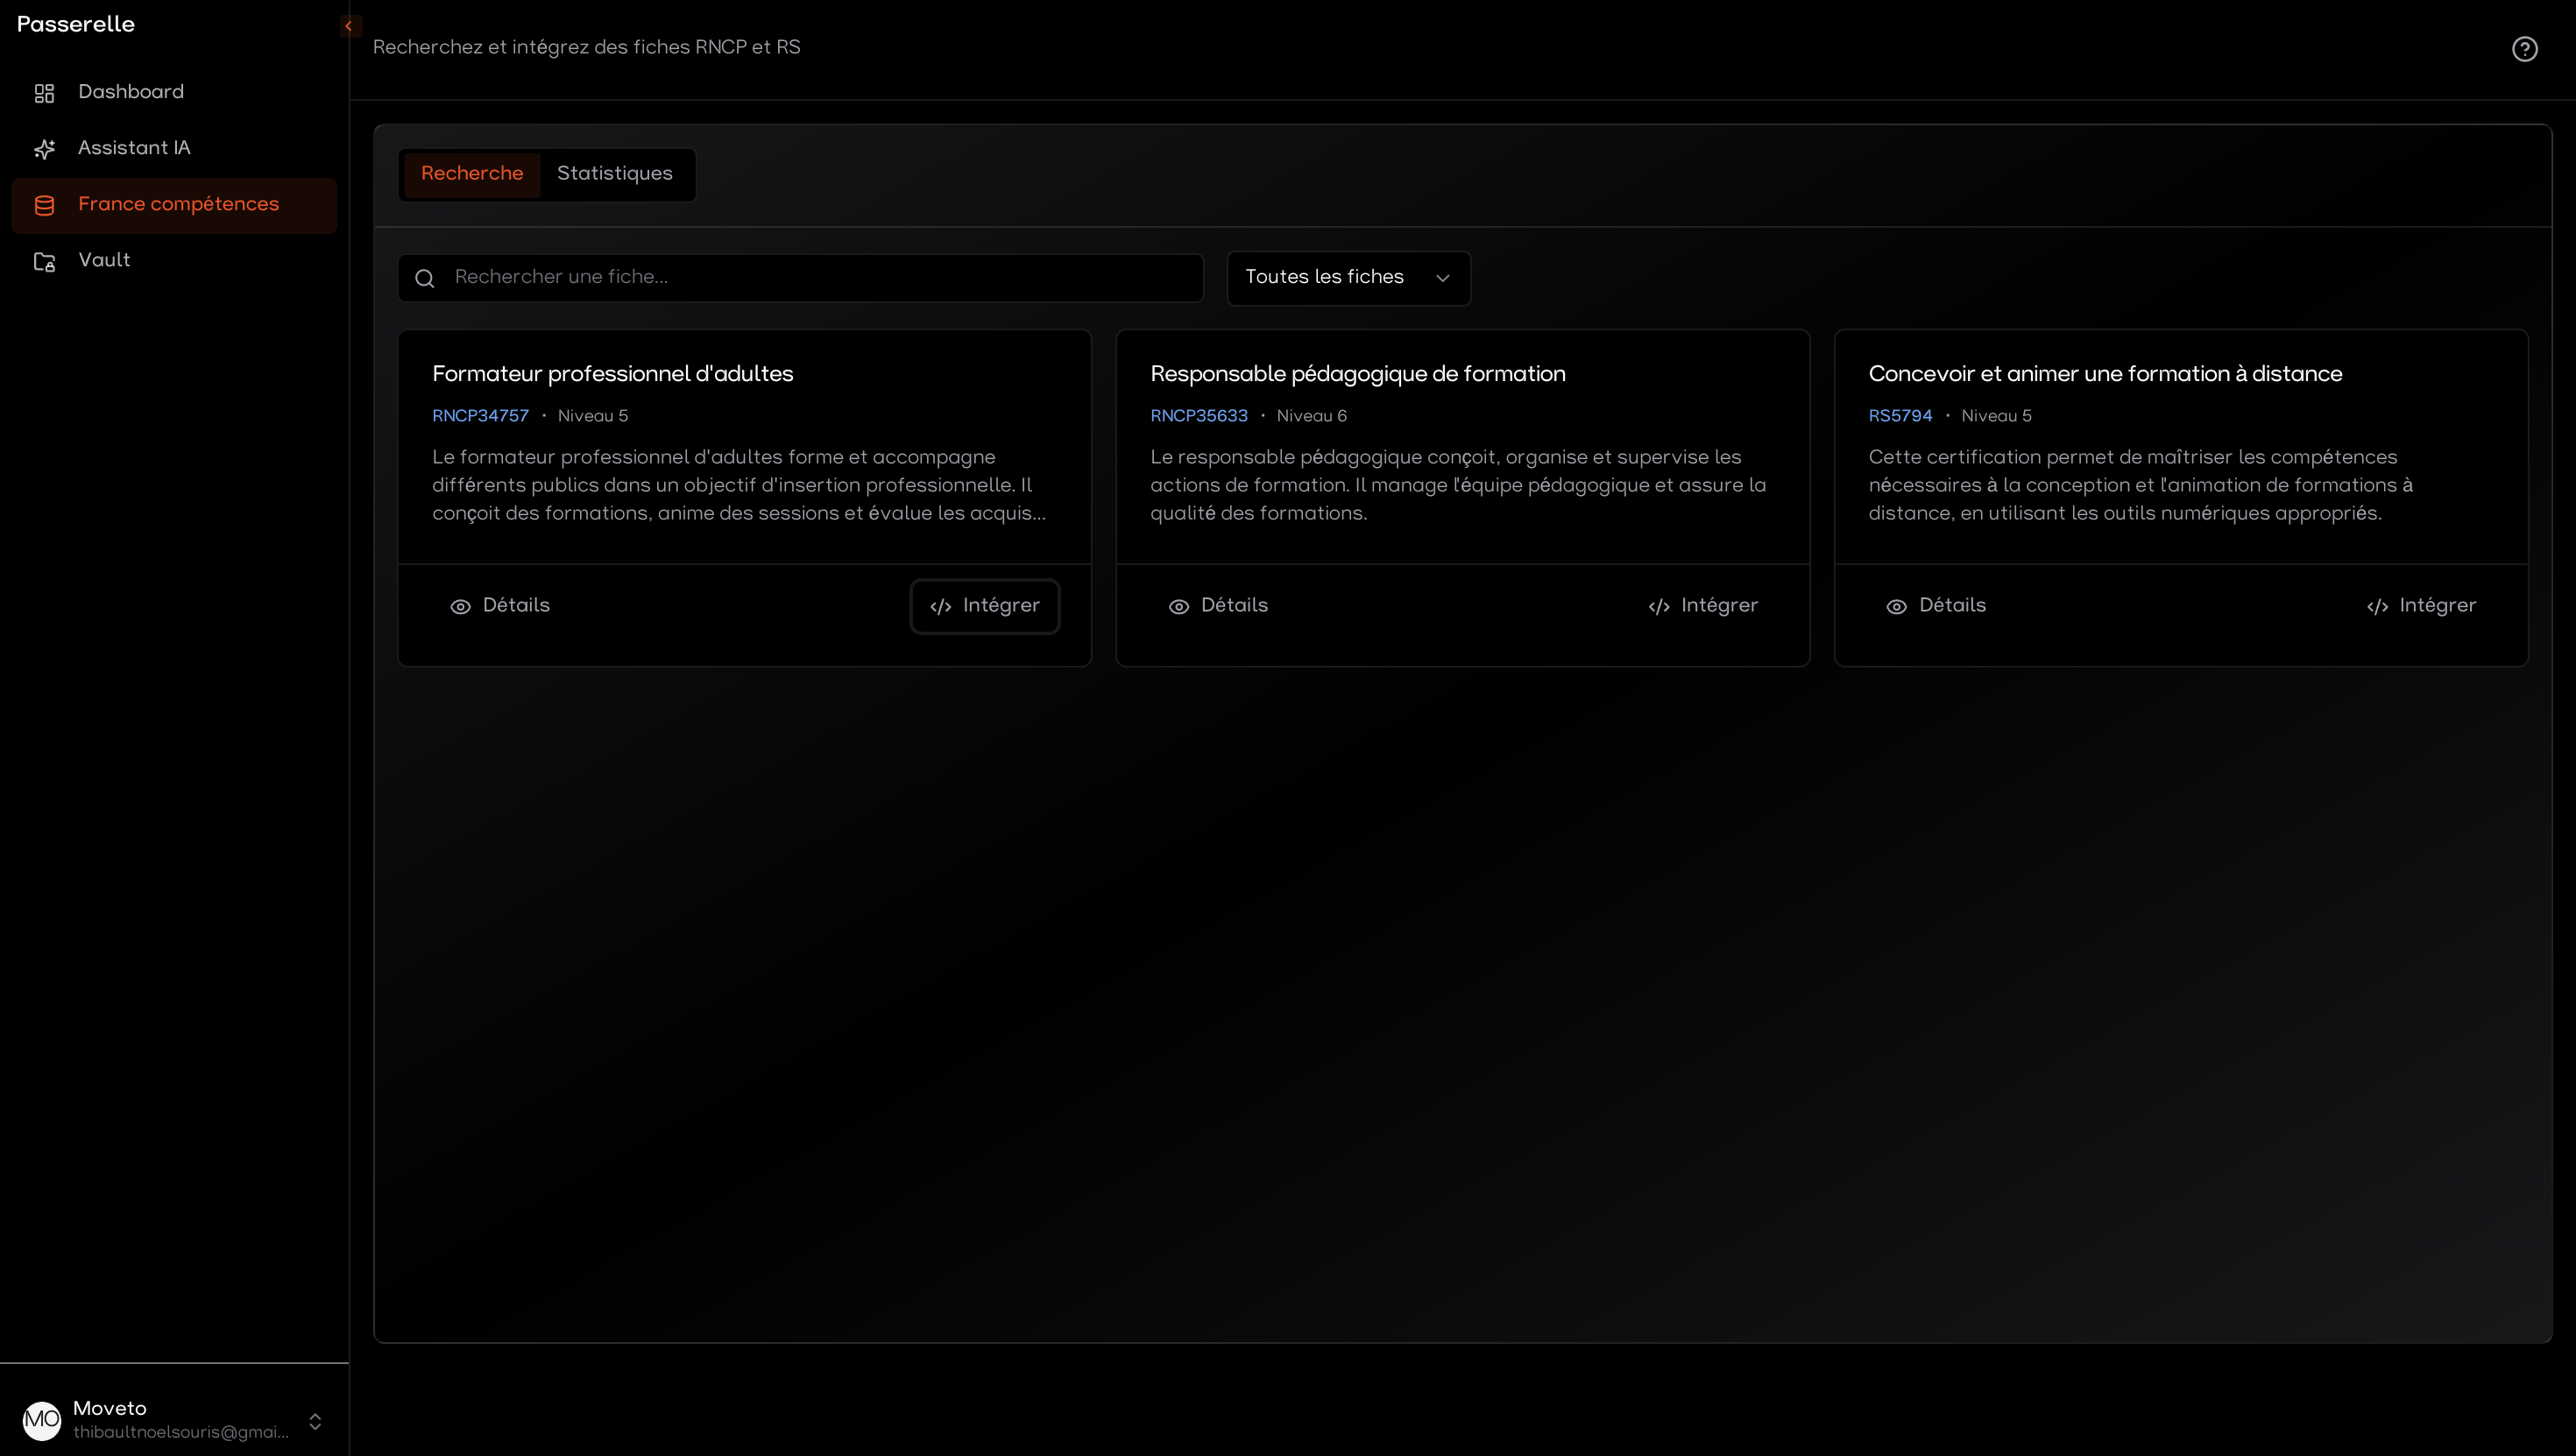 Passerelle
Dashboard
Assistant IA
France compétences
Vault
Recherchez et intégrez des fiches RNCP et RS
Recherche
Statistiques
Rechercher une fiche...
Toutes les fiches
Formateur professionnel d'adultes
RNCP34757 · Niveau 5
Le formateur professionnel d'adultes forme et accompagne
différents publics dans un objectif d'insertion professionnelle. Il
conçoit des formations, anime des sessions et évalue les acquis...
Détails
Intégrer
Responsable pédagogique de formation
RNCP35633 · Niveau 6
Le responsable pédagogique conçoit, organise et supervise les
actions de formation. Il manage l'équipe pédagogique et assure la
qualité des formations.
Détails
Intégrer
Concevoir et animer une formation à distance
RS5794 · Niveau 5
Cette certification permet de maîtriser les compétences
nécessaires à la conception et l'animation de formations à
distance, en utilisant les outils numériques appropriés.
Détails
Intégrer
MO
Moveto
thibaultnoelsouris@gmai...